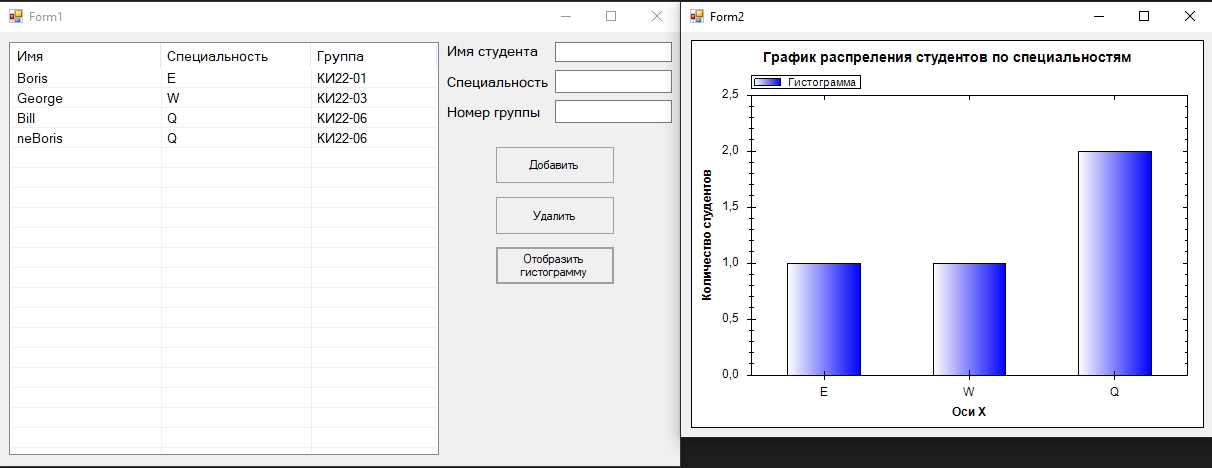 Form1
Имя Специальность Группа
Boris E КИ22-01
George W КИ22-03
Bill Q КИ22-06
neBoris Q КИ22-06
Имя студента
Специальность
Номер группы
Добавить
Удалить
Отобразить
гистограмму
Form2
График распреления студентов по специальностям
Гистограмма
2,5
2,0
1,5
1,0
0,5
0,0
Количество студентов
E W Q
Оси X